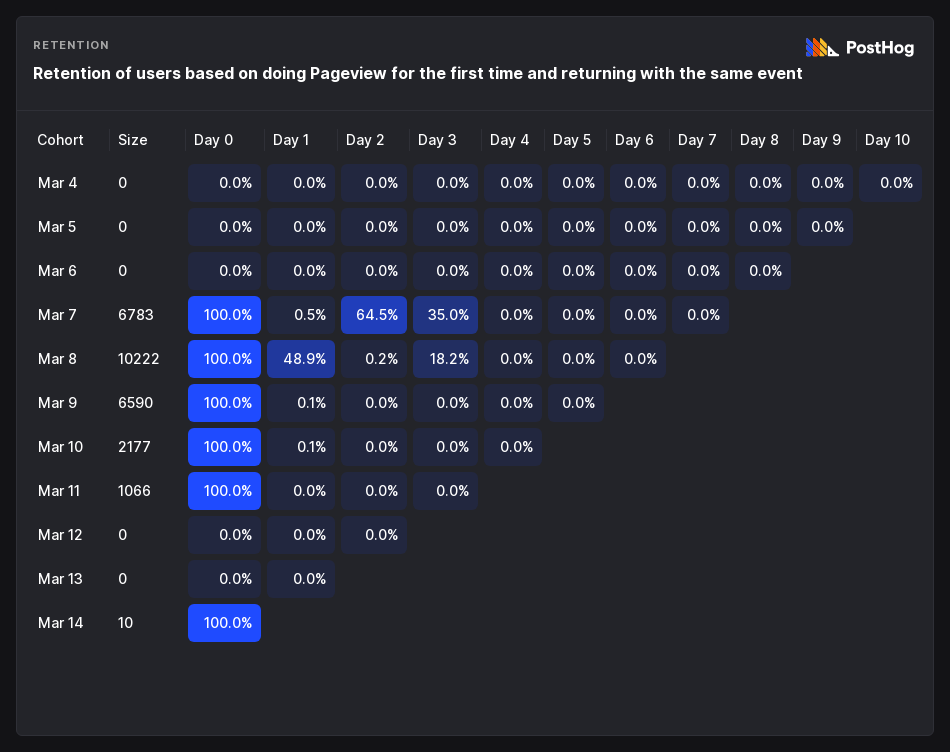 RETENTION
PostHog
Retention of users based on doing Pageview for the first time and returning with the same event
Cohort Size Day 0 Day 1 Day 2 Day 3 Day 4 Day 5 Day 6 Day 7 Day 8 Day 9 Day 10
Mar 4 0 0.0% 0.0% 0.0% 0.0% 0.0% 0.0% 0.0% 0.0% 0.0% 0.0% 0.0%
Mar 5 0 0.0% 0.0% 0.0% 0.0% 0.0% 0.0% 0.0% 0.0% 0.0% 0.0%
Mar 6 0 0.0% 0.0% 0.0% 0.0% 0.0% 0.0% 0.0% 0.0% 0.0%
Mar 7 6783 100.0% 0.5% 64.5% 35.0% 0.0% 0.0% 0.0% 0.0%
Mar 8 10222 100.0% 48.9% 0.2% 18.2% 0.0% 0.0% 0.0%
Mar 9 6590 100.0% 0.1% 0.0% 0.0% 0.0% 0.0%
Mar 10 2177 100.0% 0.1% 0.0% 0.0% 0.0%
Mar 11 1066 100.0% 0.0% 0.0% 0.0%
Mar 12 0 0.0% 0.0% 0.0%
Mar 13 0 0.0% 0.0%
Mar 14 10 100.0%